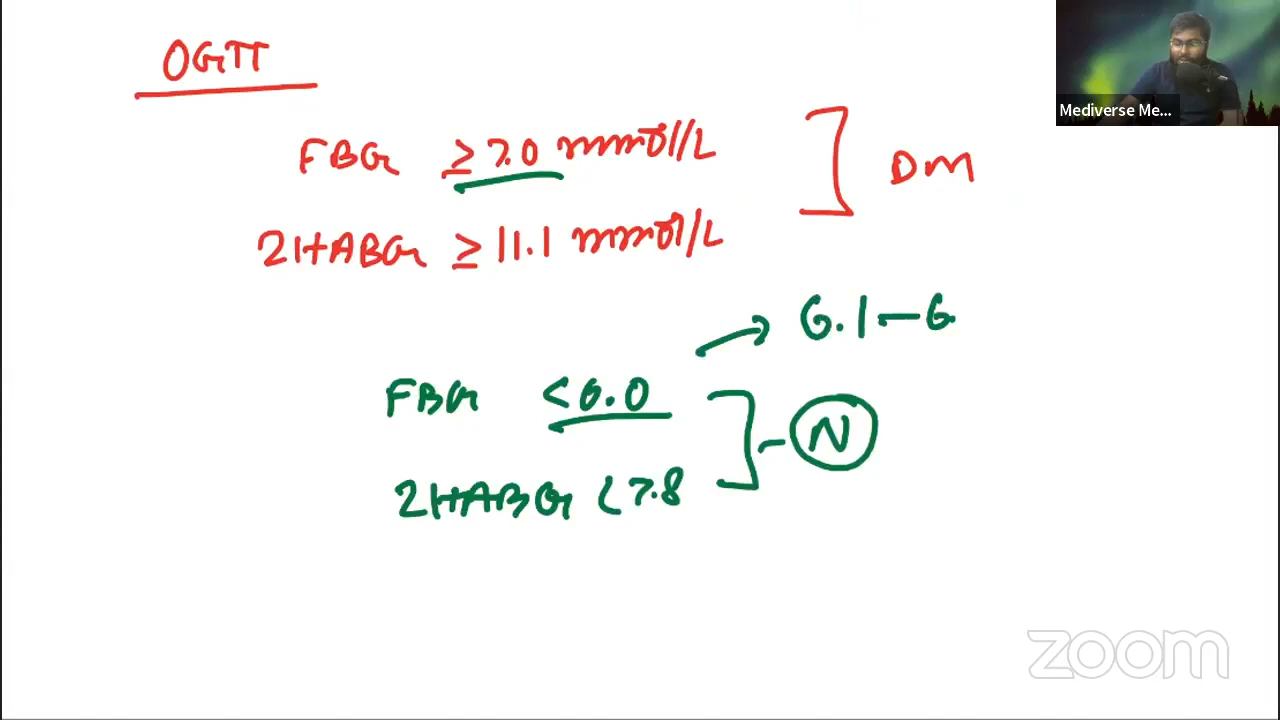 OGTT
Mediverse Me...
FBG ≥7.0 mmol/L
DM
2HABG ≥11.1 mmol/L
6.1-6
FBG <6.0
N
2HABG <7.8
zoom